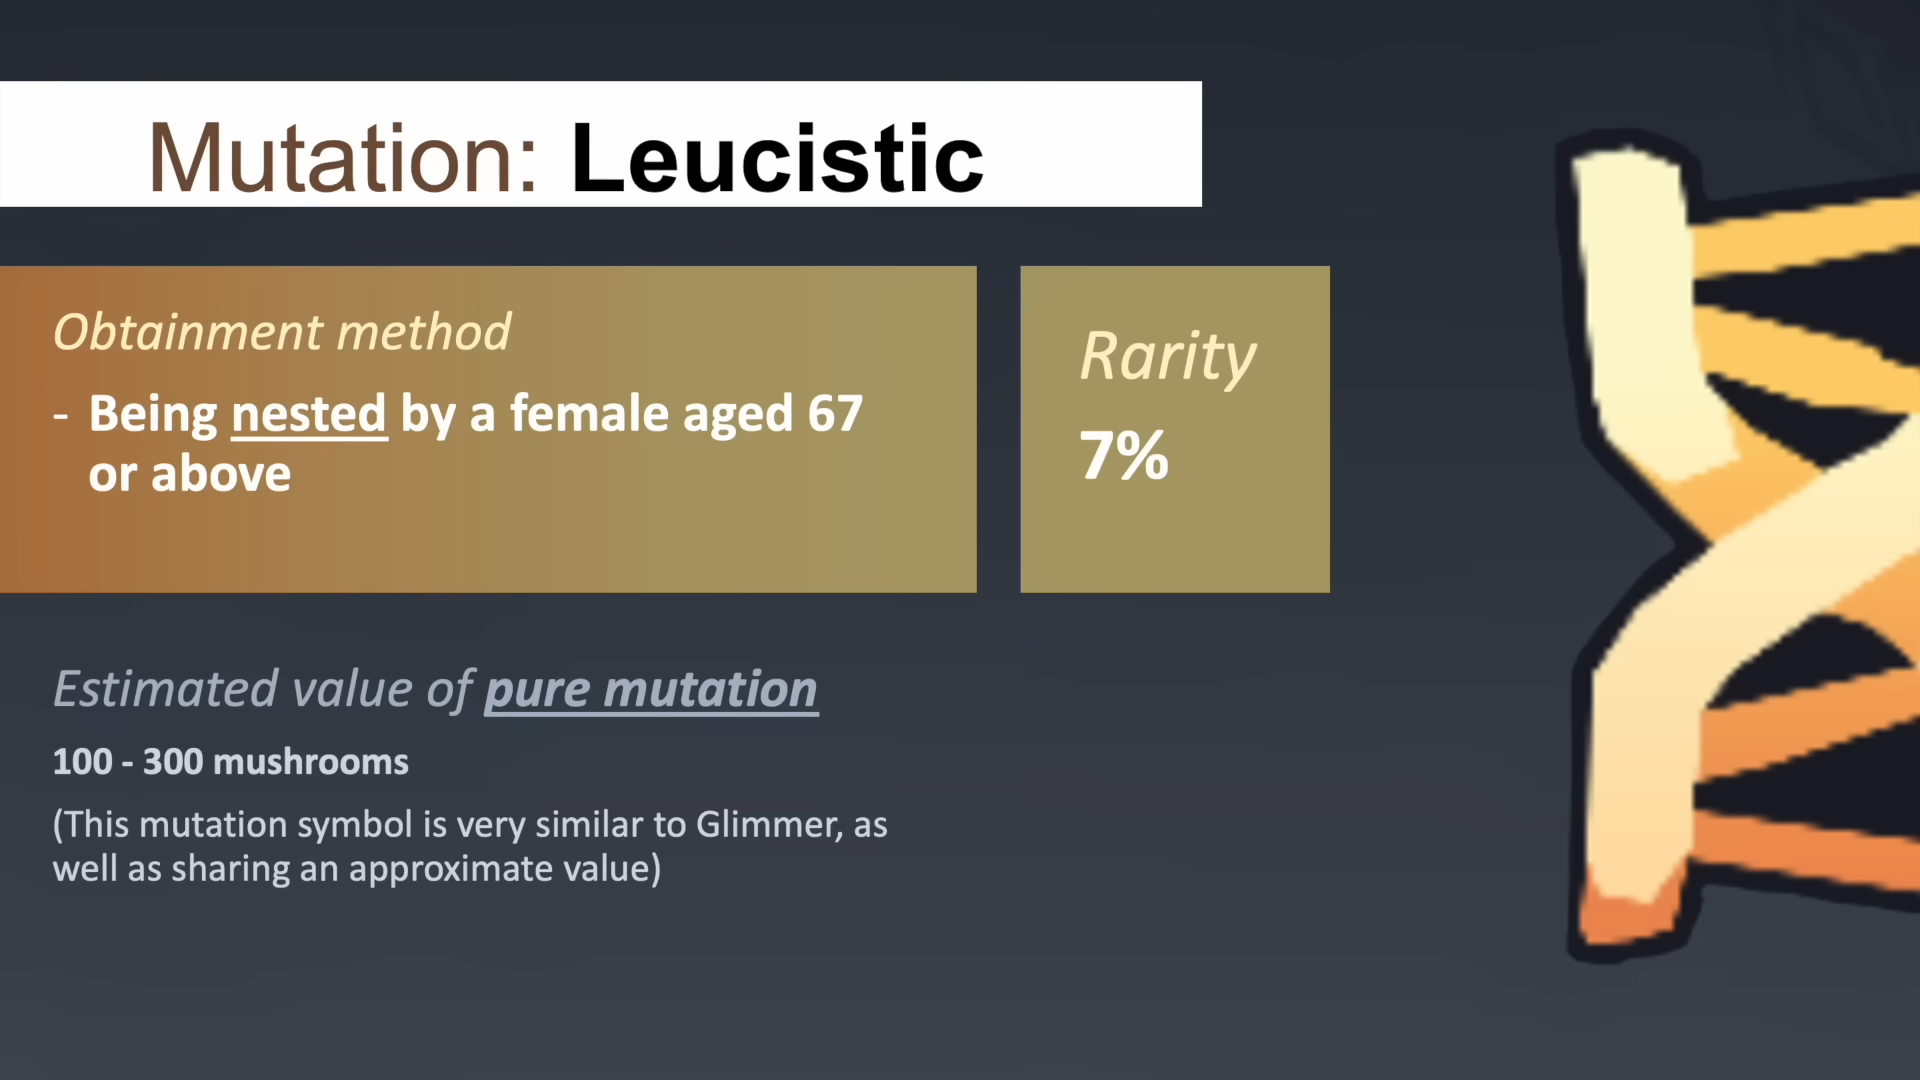 Mutation: Leucistic
Obtainment method
- Being nested by a female aged 67
or above
Rarity
7%
Estimated value of pure mutation
100 - 300 mushrooms
(This mutation symbol is very similar to Glimmer, as
well as sharing an approximate value)